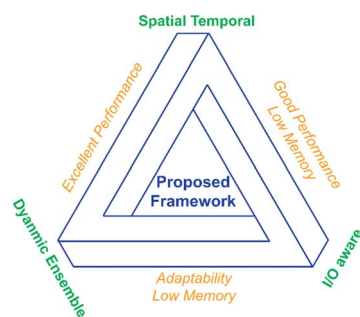 Spatial Temporal
Excellent Performance
Good Performance
Low Memory
Proposed
Framework
Dyanmic Ensemble
I/O aware
Adaptability
Low Memory